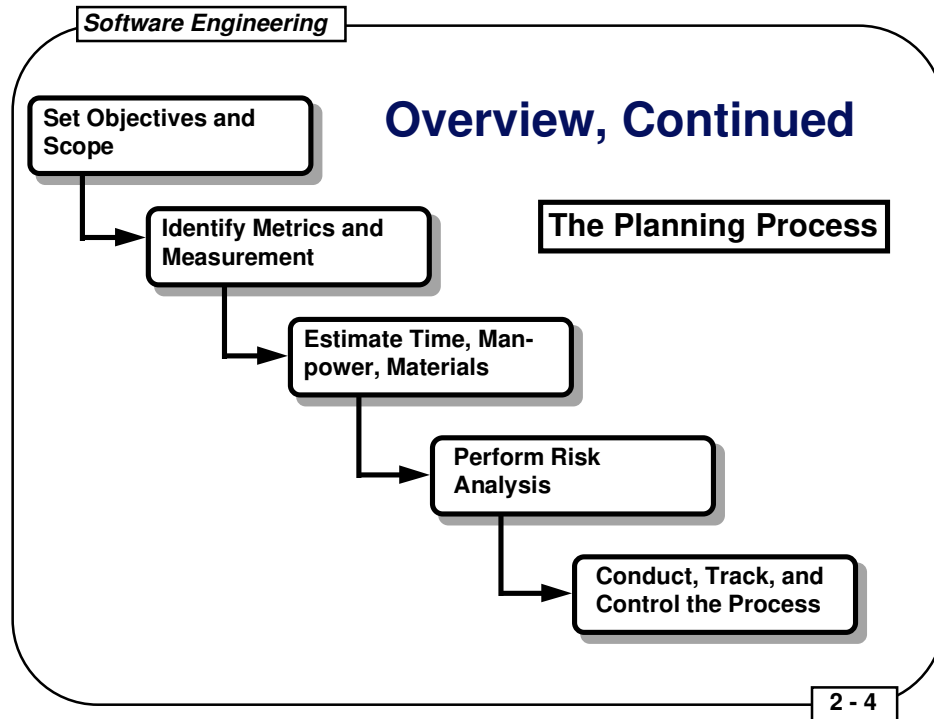 Software Engineering
Overview, Continued
The Planning Process
Set Objectives and
Scope
Identify Metrics and
Measurement
Estimate Time, Man-
power, Materials
Perform Risk
Analysis
Conduct, Track, and
Control the Process
2 - 4